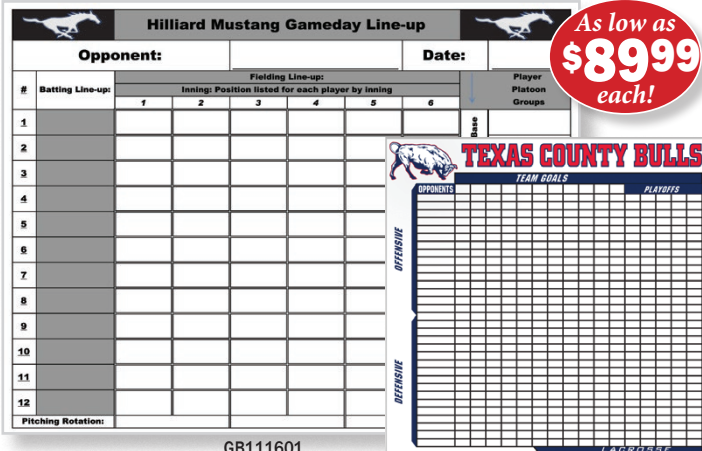 Hilliard Mustang Gameday Line-up
As low as
$89.99
each!
Opponent:
Date:
#
Batting Line-up:
Fielding Line-up:
Inning: Position listed for each player by inning
1 2 3 4 5 6
Base
Player
Platoon
Groups
1
2
3
4
5
6
7
8
9
10
11
12
Pitching Rotation:
GB111601
TEXAS COUNTY BULLS
TEAM GOALS
OPPONENTS
PLAYOFFS
OFFENSIVE
DEFENSIVE
LACROSSE